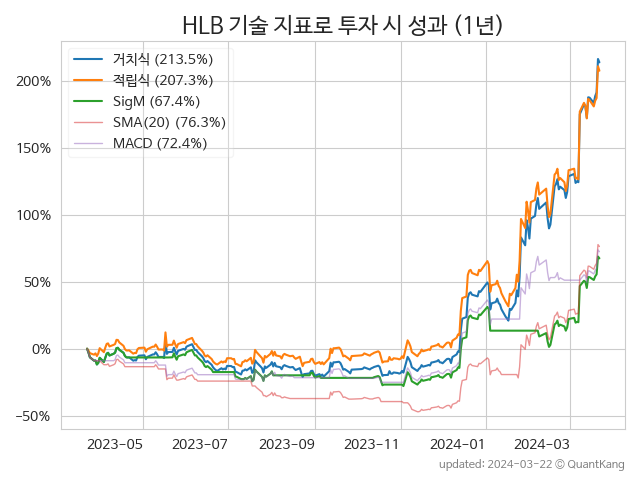 HLB 기술 지표로 투자 시 성과 (1년)
거치식 (213.5%)
적립식 (207.3%)
SigM (67.4%)
SMA(20) (76.3%)
MACD (72.4%)
200%
150%
100%
50%
0%
−50%
2023−05 2023−07 2023−09 2023−11 2024−01 2024−03
updated: 2024−03−22 © QuantKang